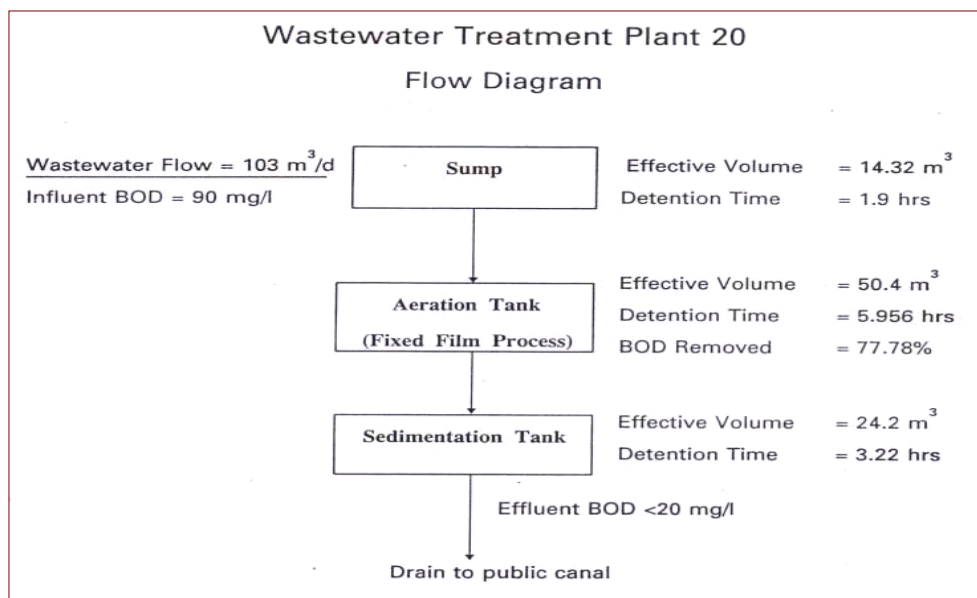 Wastewater Treatment Plant 20
Flow Diagram
Wastewater Flow = 103 m³/d
Influent BOD = 90 mg/l
Sump
Effective Volume = 14.32 m³
Detention Time = 1.9 hrs
Aeration Tank
(Fixed Film Process)
Effective Volume = 50.4 m³
Detention Time = 5.956 hrs
BOD Removed = 77.78%
Sedimentation Tank
Effective Volume = 24.2 m³
Detention Time = 3.22 hrs
Effluent BOD <20 mg/l
Drain to public canal